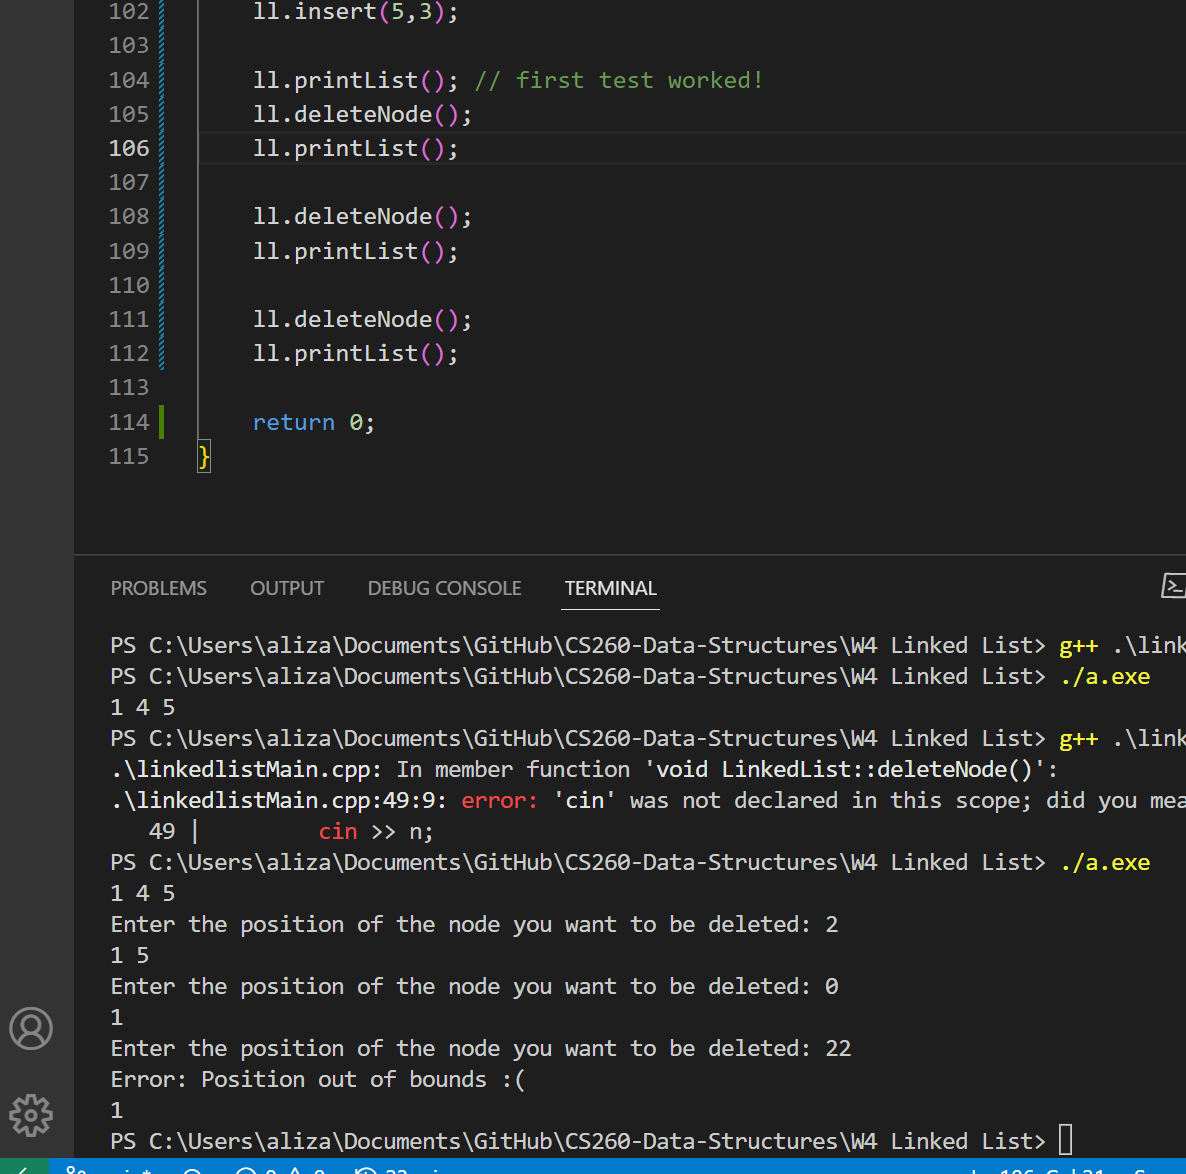 102 ll.insert(5,3);
103
104 ll.printList(); // first test worked!
105 ll.deleteNode();
106 ll.printList();
107
108 ll.deleteNode();
109 ll.printList();
110
111 ll.deleteNode();
112 ll.printList();
113
114 return 0;
115 }
PROBLEMS OUTPUT DEBUG CONSOLE TERMINAL
PS C:\Users\aliza\Documents\GitHub\CS260-Data-Structures\W4 Linked List> g++ .\link
PS C:\Users\aliza\Documents\GitHub\CS260-Data-Structures\W4 Linked List> ./a.exe
1 4 5
PS C:\Users\aliza\Documents\GitHub\CS260-Data-Structures\W4 Linked List> g++ .\link
.\linkedlistMain.cpp: In member function 'void LinkedList::deleteNode()':
.\linkedlistMain.cpp:49:9: error: 'cin' was not declared in this scope; did you mea
49 | cin >> n;
PS C:\Users\aliza\Documents\GitHub\CS260-Data-Structures\W4 Linked List> ./a.exe
1 4 5
Enter the position of the node you want to be deleted: 2
1 5
Enter the position of the node you want to be deleted: 0
1
Enter the position of the node you want to be deleted: 22
Error: Position out of bounds :(
1
PS C:\Users\aliza\Documents\GitHub\CS260-Data-Structures\W4 Linked List>